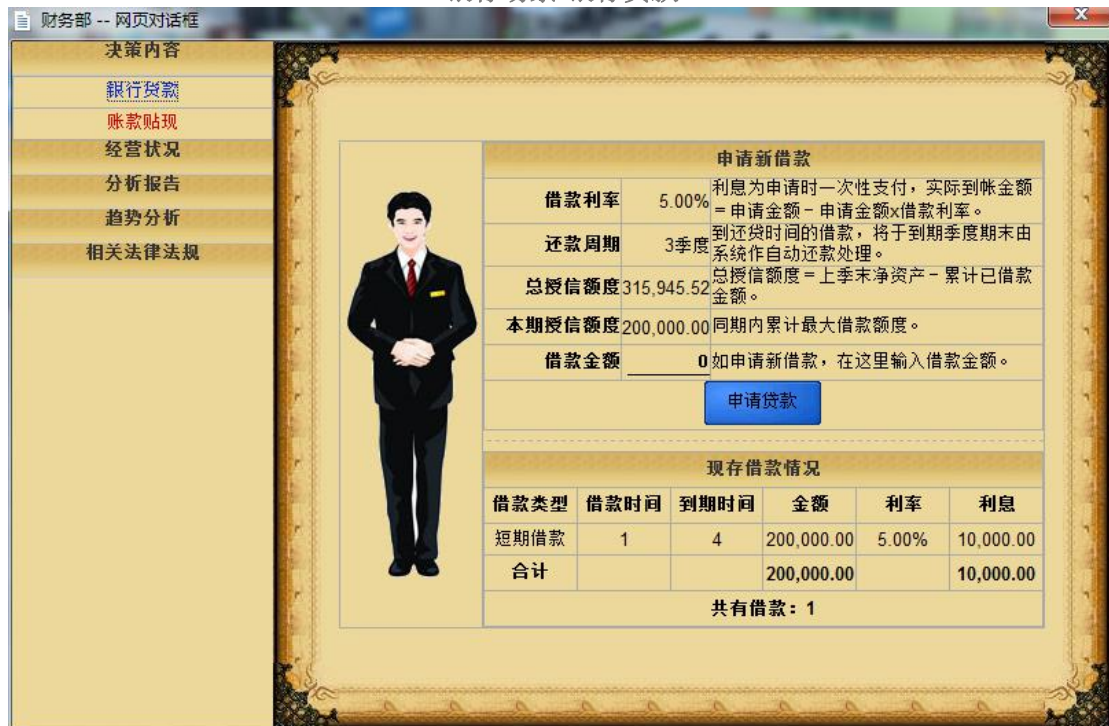 财务部 -- 网页对话框
决策内容
銀行贷款
账款贴现
经营状况
分析报告
趋势分析
相关法律法规
申请新借款
借款利率 5.00% 利息为申请时一次性支付，实际到帐金额
＝申请金额－申请金额x借款利率。
还款周期 3季度 到还贷时间的借款，将于到期季度期末由
系统作自动还款处理。
总授信额度 315,945.52 总授信额度＝上季末净资产－累计已借款
金额。
本期授信额度 200,000.00 同期内累计最大借款额度。
借款金额 0 如申请新借款，在这里输入借款金额。
申请贷款
现存借款情况
借款类型 借款时间 到期时间 金额 利率 利息
短期借款 1 4 200,000.00 5.00% 10,000.00
合计 200,000.00 10,000.00
共有借款：1